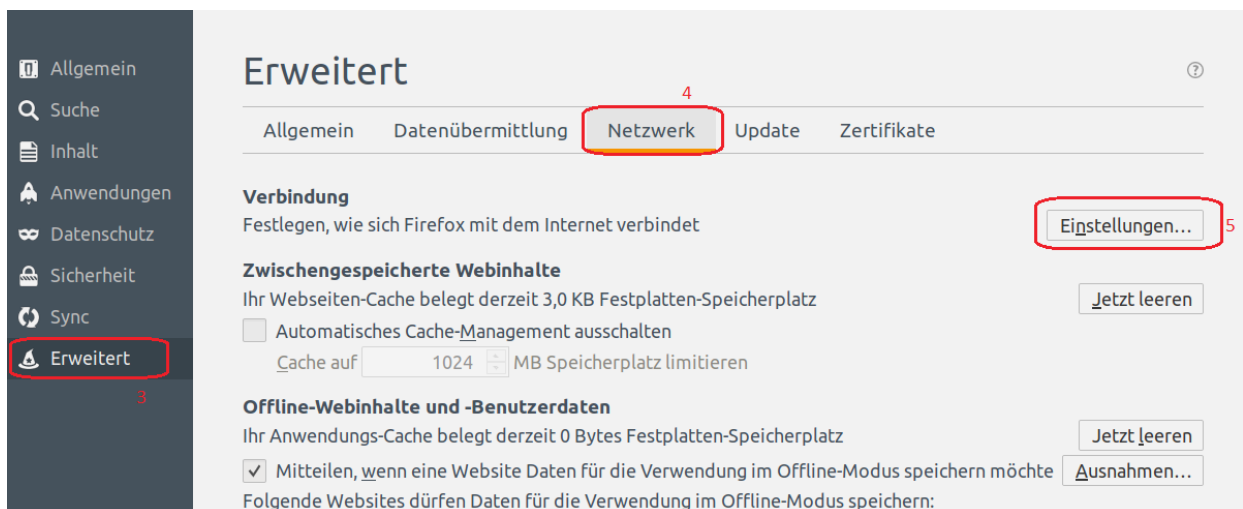 Allgemein
Suche
Inhalt
Anwendungen
Datenschutz
Sicherheit
Sync
Erweitert
3
Erweitert
?
4
Allgemein Datenübermittlung Netzwerk Update Zertifikate
Verbindung
Festlegen, wie sich Firefox mit dem Internet verbindet
Einstellungen...
5
Zwischengespeicherte Webinhalte
Ihr Webseiten-Cache belegt derzeit 3,0 KB Festplatten-Speicherplatz
Jetzt leeren
Automatisches Cache-Management ausschalten
Cache auf 1024 MB Speicherplatz limitieren
Offline-Webinhalte und -Benutzerdaten
Ihr Anwendungs-Cache belegt derzeit 0 Bytes Festplatten-Speicherplatz
Jetzt leeren
Mitteilen, wenn eine Website Daten für die Verwendung im Offline-Modus speichern möchte
Ausnahmen...
Folgende Websites dürfen Daten für die Verwendung im Offline-Modus speichern: